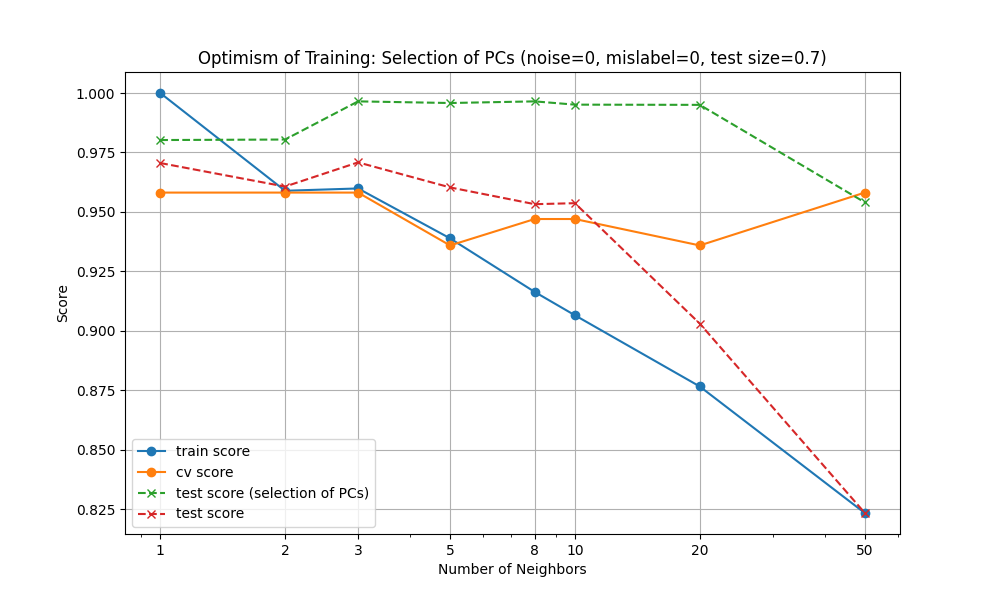 Optimism of Training: Selection of PCs (noise=0, mislabel=0, test size=0.7)
1.000
0.975
0.950
0.925
0.900
0.875
0.850
0.825
Score
train score
cv score
test score (selection of PCs)
test score
1 2 3 5 8 10 20 50
Number of Neighbors